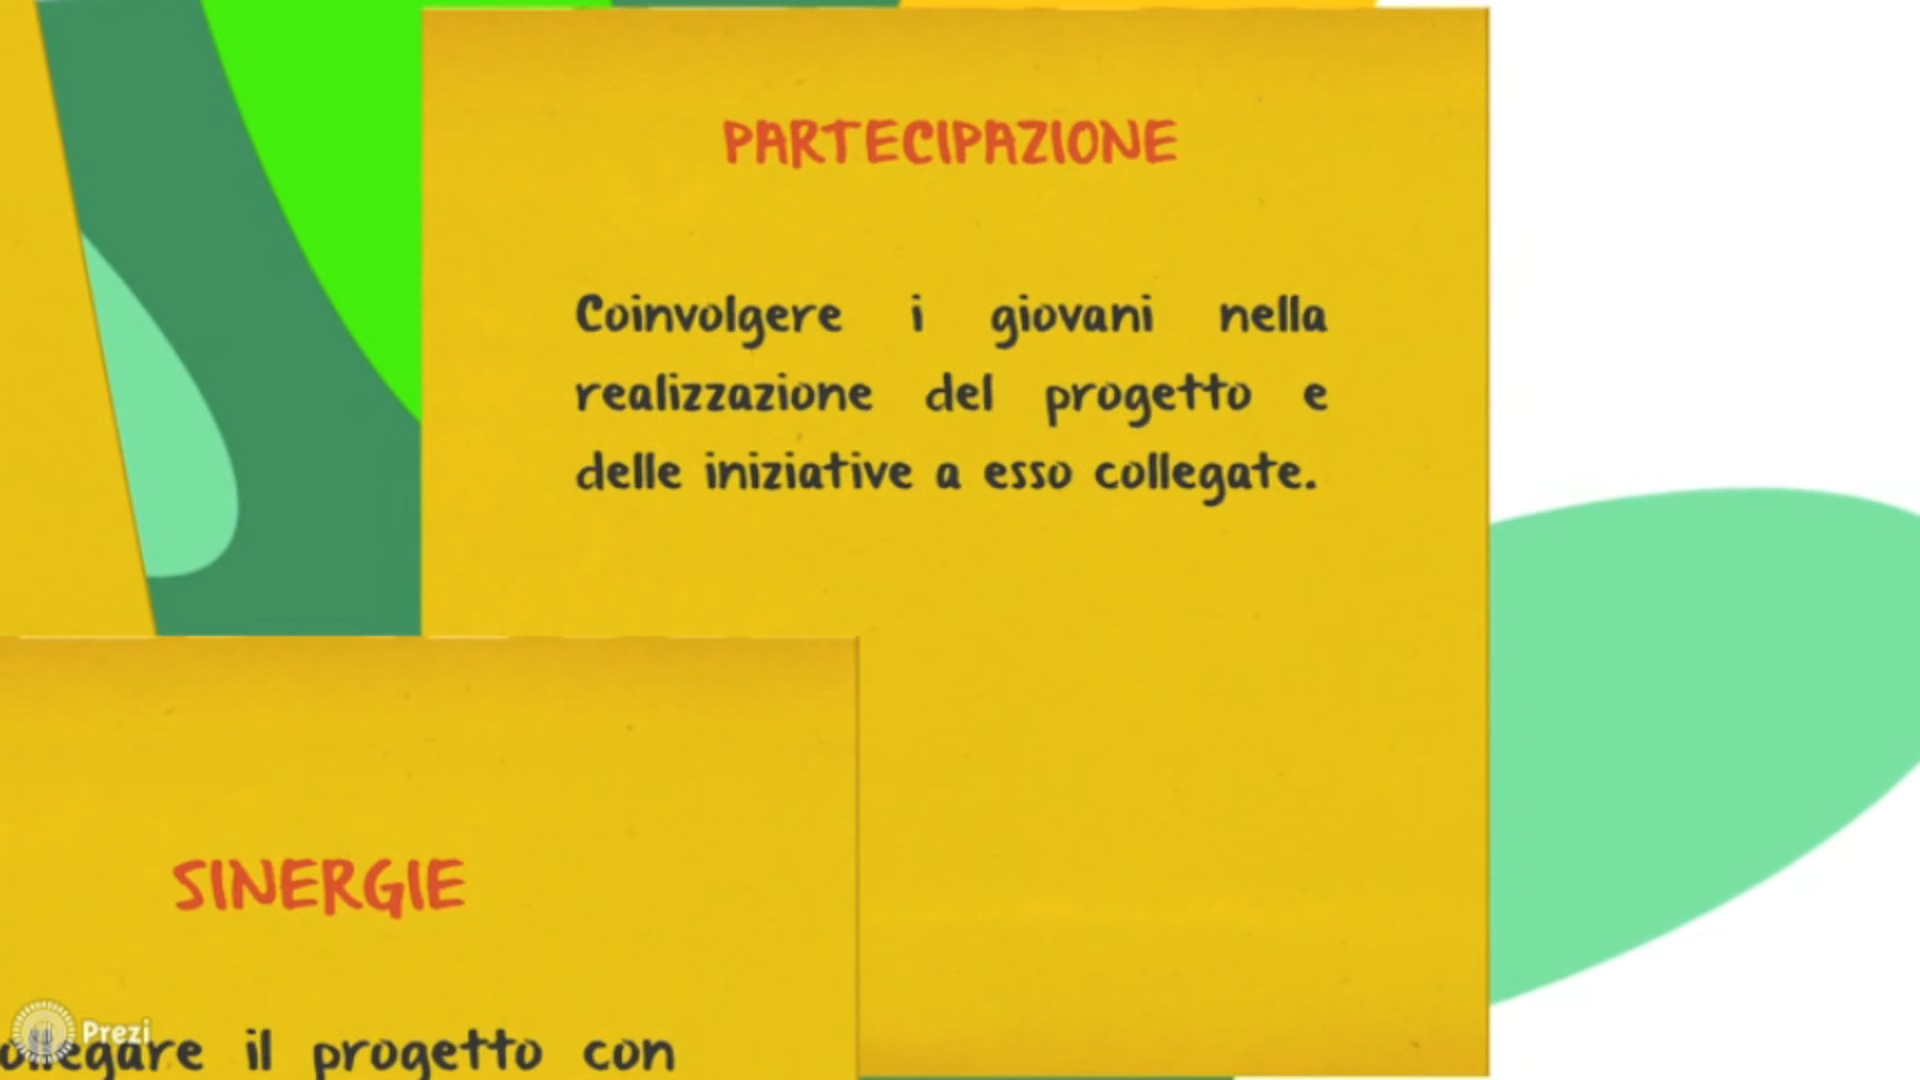 PARTECIPAZIONE
Coinvolgere i giovani nella
realizzazione del progetto e
delle iniziative a esso collegate.
SINERGIE
il progetto con
Prezi